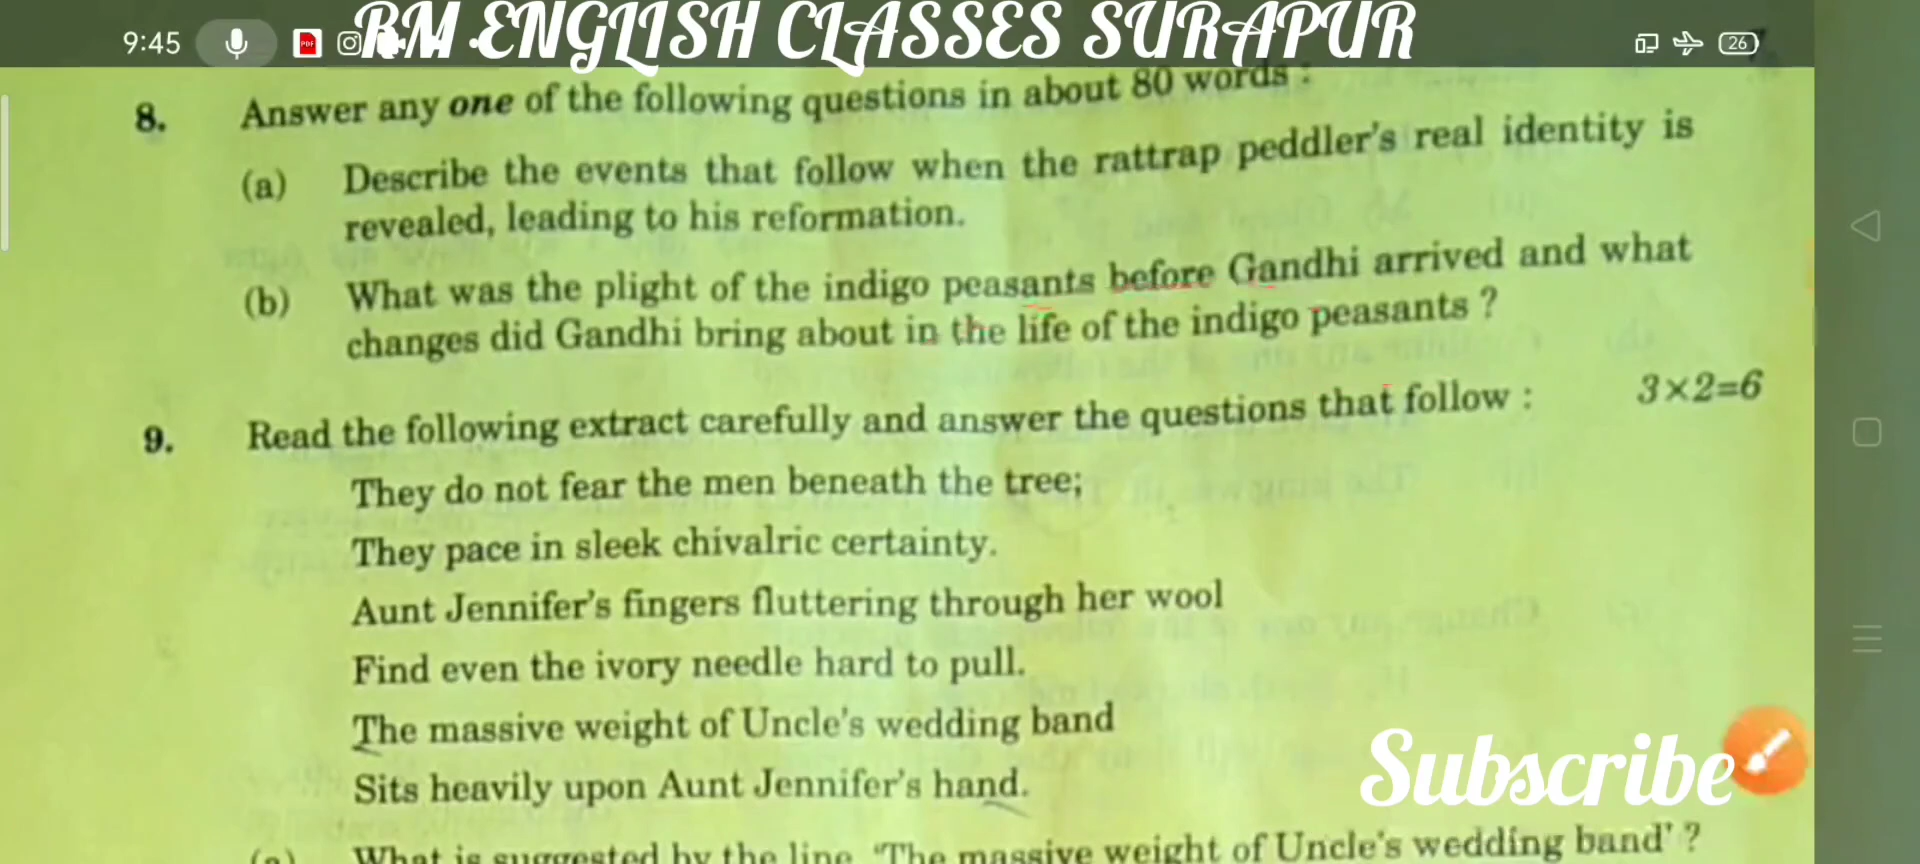 RM ENGLISH CLASSES SURAPUR
9:45
PDF
26
8. Answer any one of the following questions in about 80 words :
(a) Describe the events that follow when the rattrap peddler's real identity is
revealed, leading to his reformation.
(b) What was the plight of the indigo peasants before Gandhi arrived and what
changes did Gandhi bring about in the life of the indigo peasants ?
9. Read the following extract carefully and answer the questions that follow : 3×2=6
They do not fear the men beneath the tree;
They pace in sleek chivalric certainty.
Aunt Jennifer's fingers fluttering through her wool
Find even the ivory needle hard to pull.
The massive weight of Uncle's wedding band
Sits heavily upon Aunt Jennifer's hand.
Subscribe
(a) What is suggested by the line 'The massive weight of Uncle's wedding band' ?